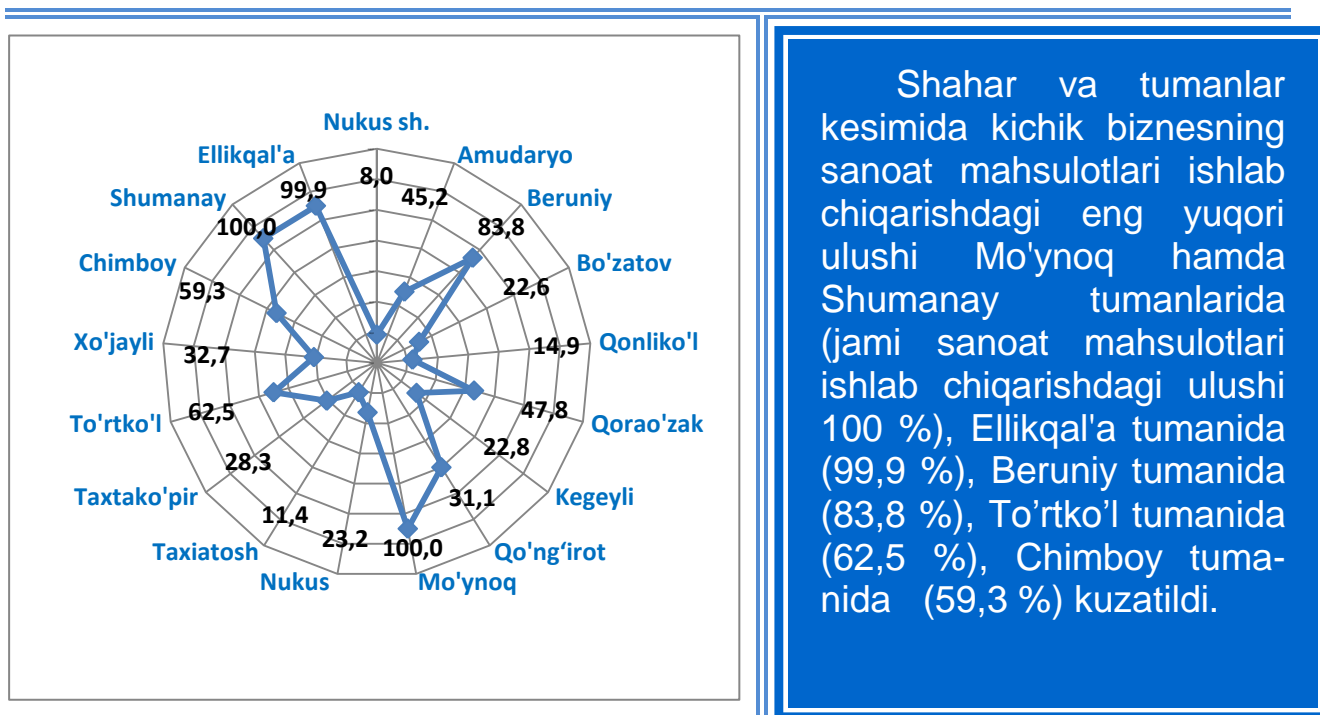 Nukus sh.
Amudaryo
Beruniy
Bo'zatov
Qonliko'l
Qorao'zak
Kegeyli
Qo'ng‘irot
Mo'ynoq
Nukus
Taxiatosh
Taxtako'pir
To'rtko'l
Xo'jayli
Chimboy
Shumanay
Ellikqal'a
8,0
45,2
83,8
22,6
14,9
47,8
22,8
31,1
100,0
23,2
11,4
28,3
62,5
32,7
59,3
100,0
99,9
Shahar va tumanlar
kesimida kichik biznesning
sanoat mahsulotlari ishlab
chiqarishdagi eng yuqori
ulushi Mo'ynoq hamda
Shumanay tumanlarida
(jami sanoat mahsulotlari
ishlab chiqarishdagi ulushi
100 %), Ellikqal'a tumanida
(99,9 %), Beruniy tumanida
(83,8 %), To’rtko’l tumanida
(62,5 %), Chimboy tuma-
nida (59,3 %) kuzatildi.